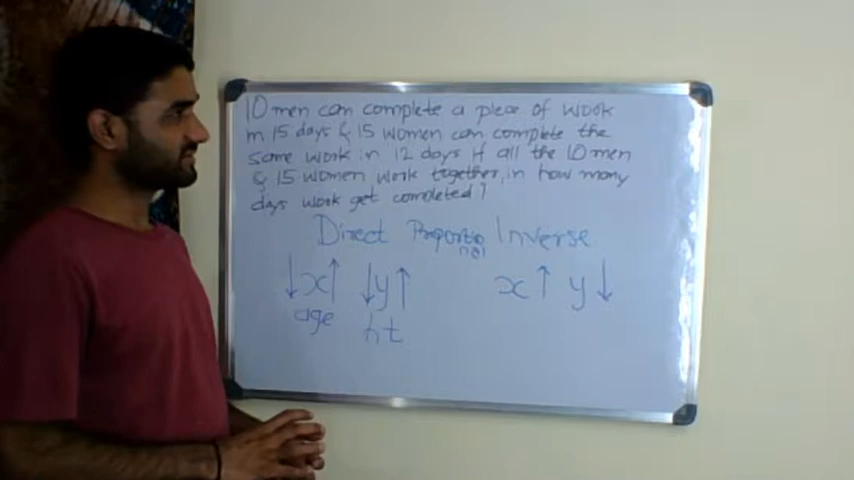 10 men can complete a piece of work
in 15 days & 15 women can complete the
same work in 12 days if all the 10 men
& 15 women work together, in how many
days work get completed?
Direct Proportional Inverse
↓ x ↑ ↓ y ↑ x ↑ y ↓
age ht